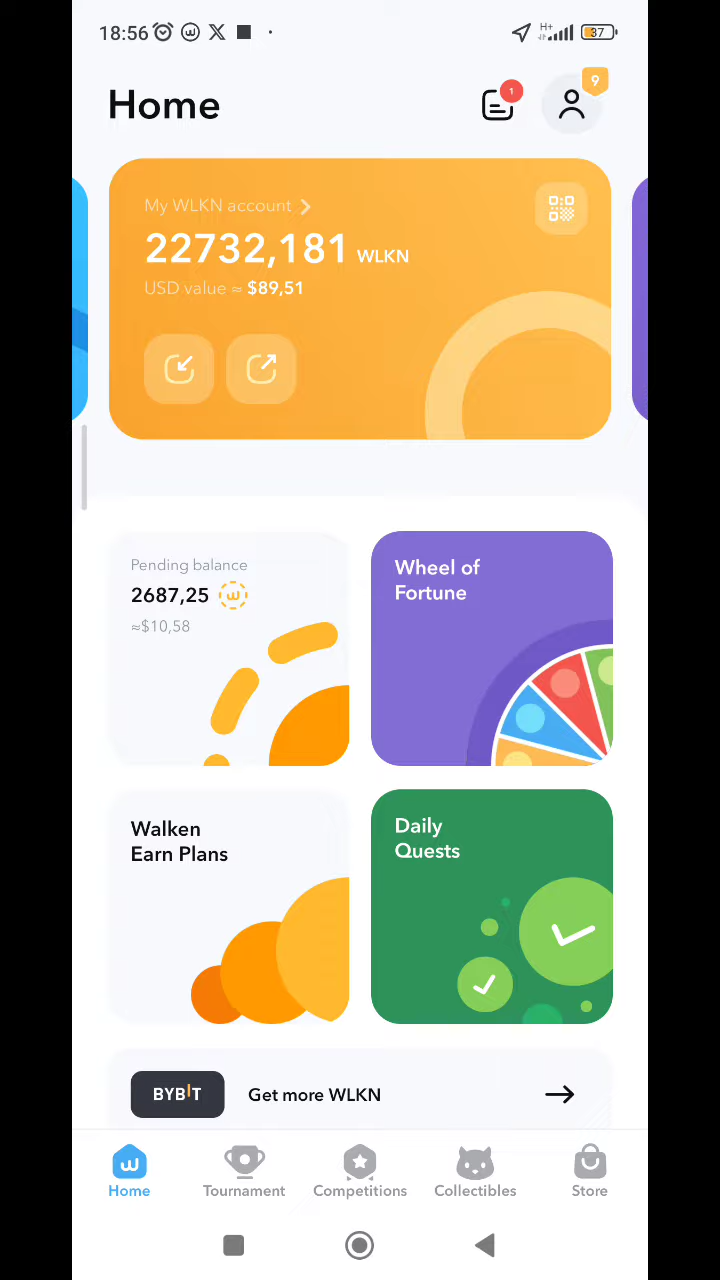 18:56
H+
37
9
Home
1
My WLKN account
22732,181 WLKN
USD value ≈ $89,51
Pending balance
2687,25
≈$10,58
Wheel of
Fortune
Walken
Earn Plans
Daily
Quests
BYBIT
Get more WLKN
Home
Tournament
Competitions
Collectibles
Store